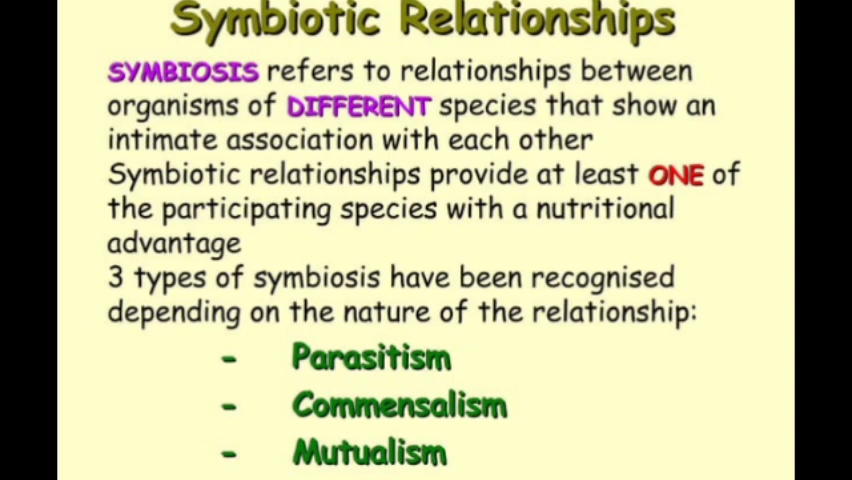 Symbiotic Relationships
SYMBIOSIS refers to relationships between
organisms of DIFFERENT species that show an
intimate association with each other
Symbiotic relationships provide at least ONE of
the participating species with a nutritional
advantage
3 types of symbiosis have been recognised
depending on the nature of the relationship:
- Parasitism
- Commensalism
- Mutualism